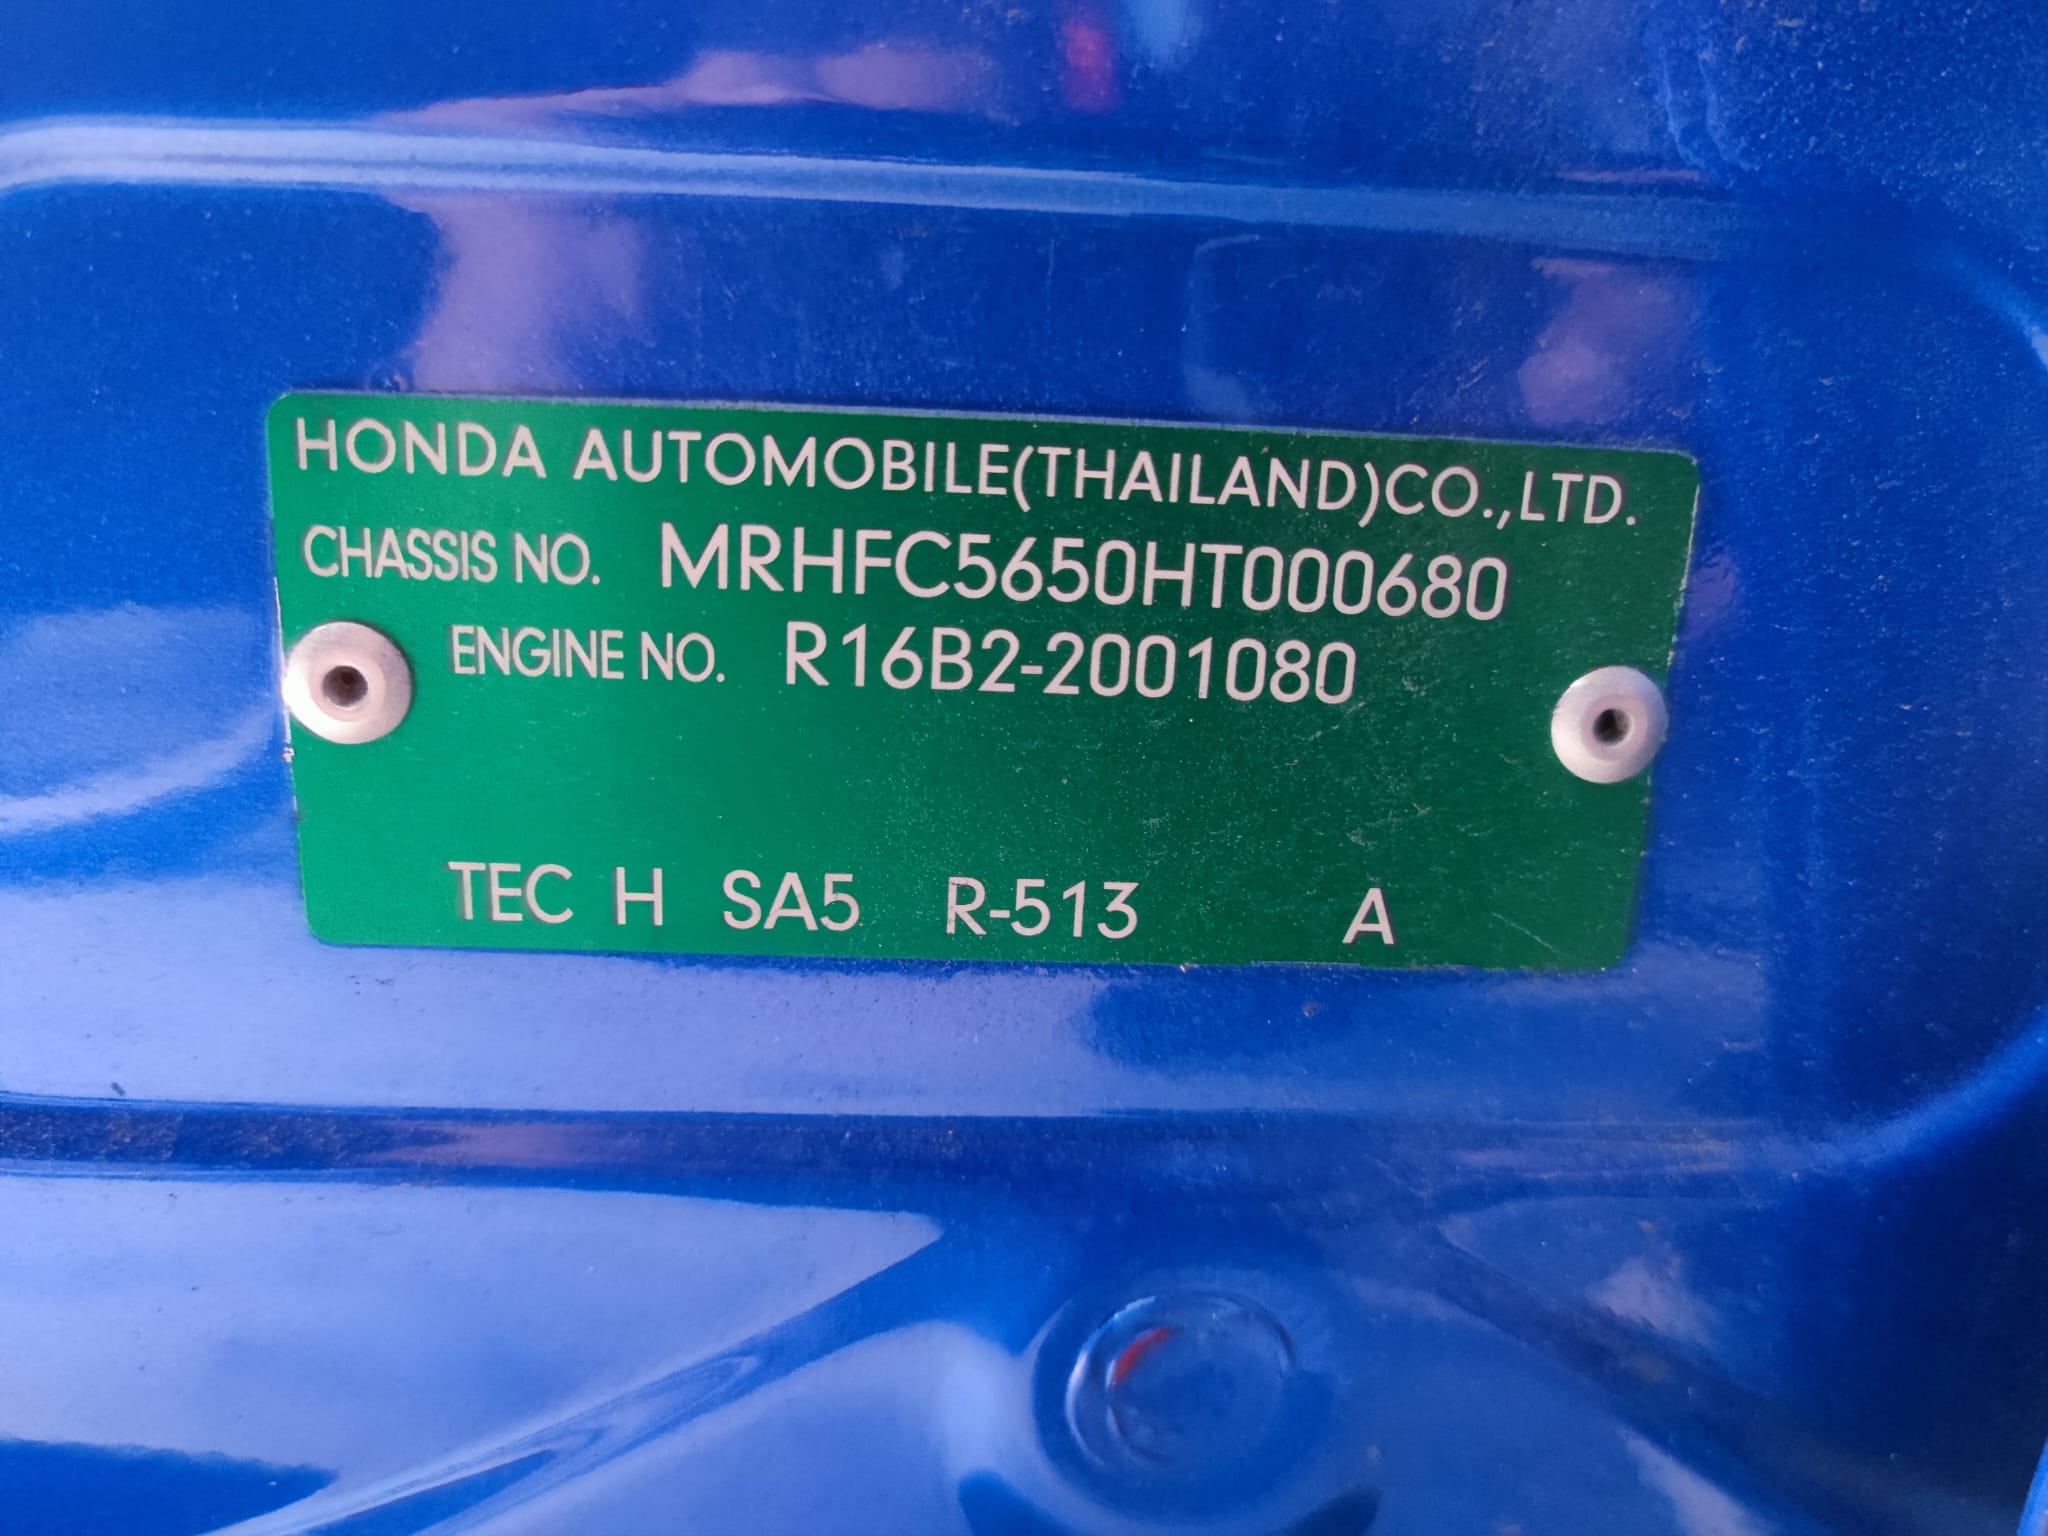 HONDA AUTOMOBILE(THAILAND)CO.,LTD.
CHASSIS NO. MRHFC5650HT000680
ENGINE NO. R16B2-2001080
TEC H SA5 R-513 A